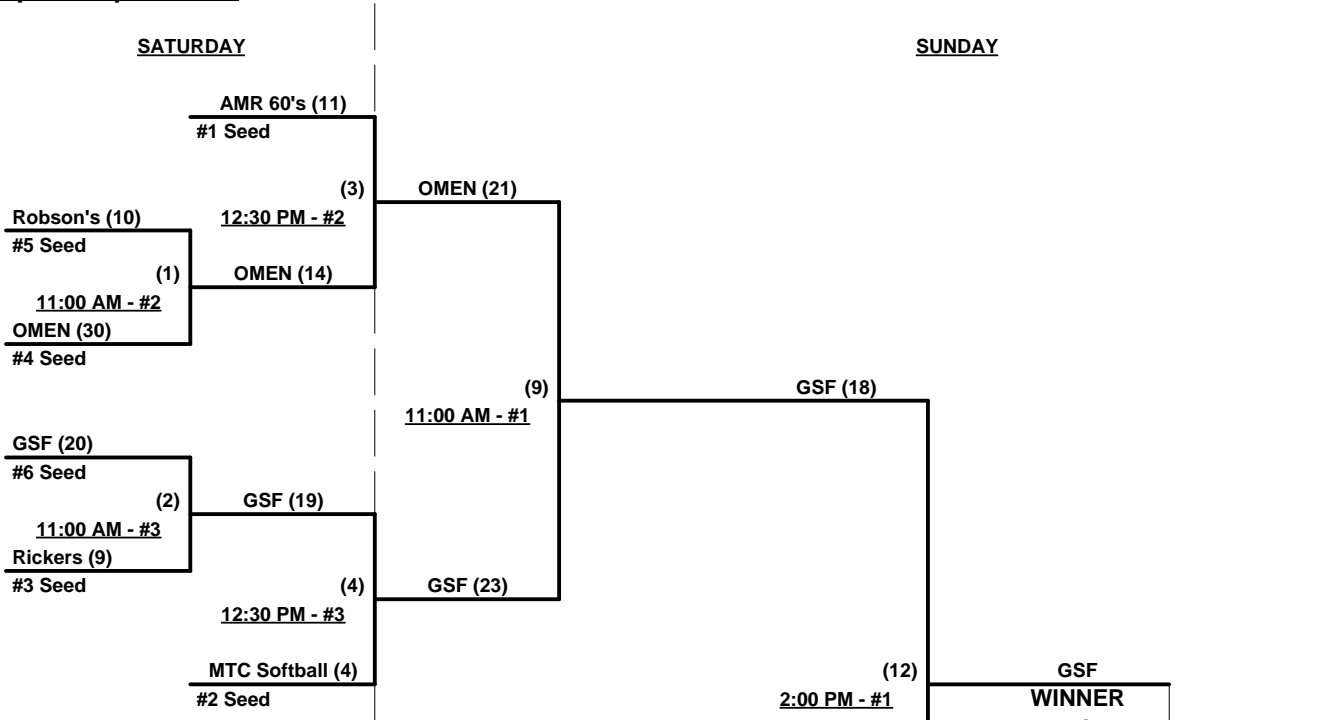 SATURDAY
SUNDAY
AMR 60's (11)
#1 Seed
(3)
OMEN (21)
12:30 PM - #2
Robson's (10)
#5 Seed
(1)
OMEN (14)
11:00 AM - #2
OMEN (30)
#4 Seed
(9)
GSF (18)
11:00 AM - #1
GSF (20)
#6 Seed
(2)
GSF (19)
11:00 AM - #3
Rickers (9)
#3 Seed
(4)
GSF (23)
12:30 PM - #3
MTC Softball (4)
#2 Seed
(12)
GSF
2:00 PM - #1
WINNER